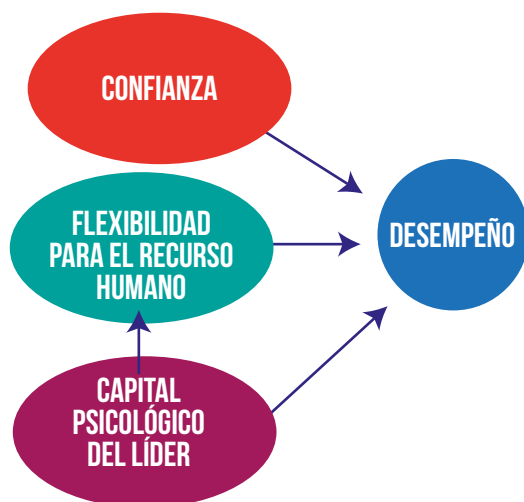 CONFIANZA
FLEXIBILIDAD
PARA EL RECURSO
HUMANO
DESEMPEÑO
CAPITAL
PSICOLÓGICO
DEL LÍDER